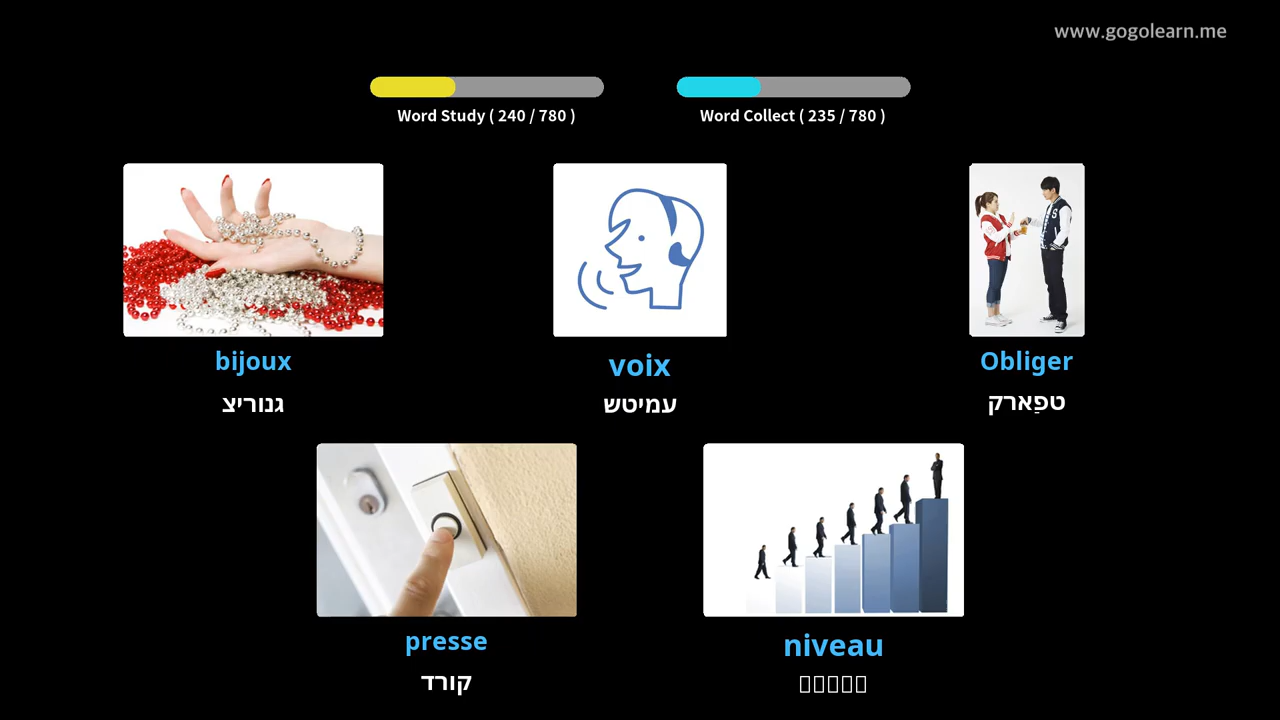 www.gogolearn.me
Word Study ( 240 / 780 )
Word Collect ( 235 / 780 )
bijoux
גנוריצ
voix
עמיטש
Obliger
טפַארק
presse
קורד
niveau